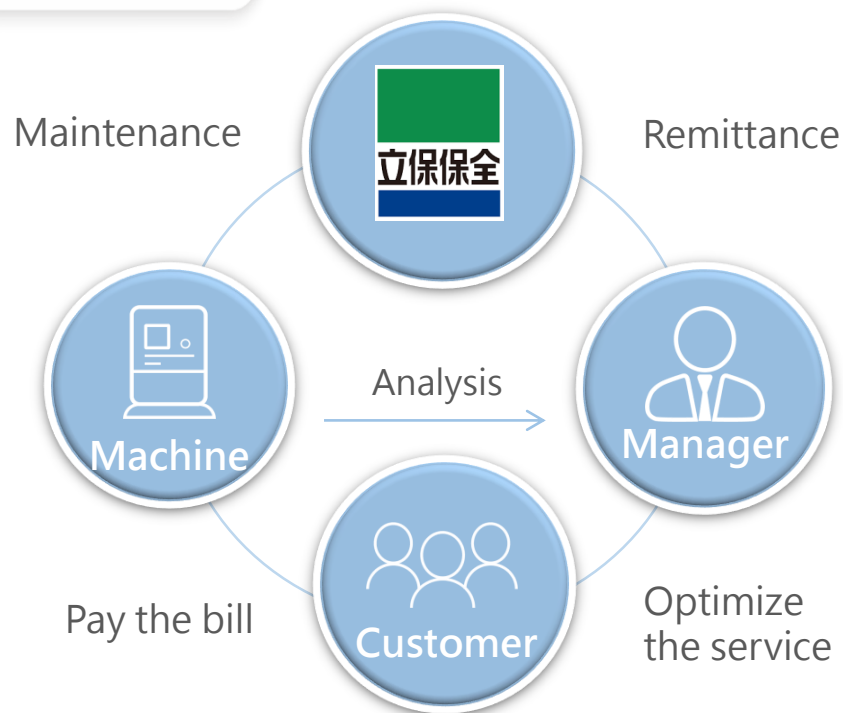 立保保全
Maintenance
Remittance
Analysis
Machine
Manager
Pay the bill
Customer
Optimize
the service